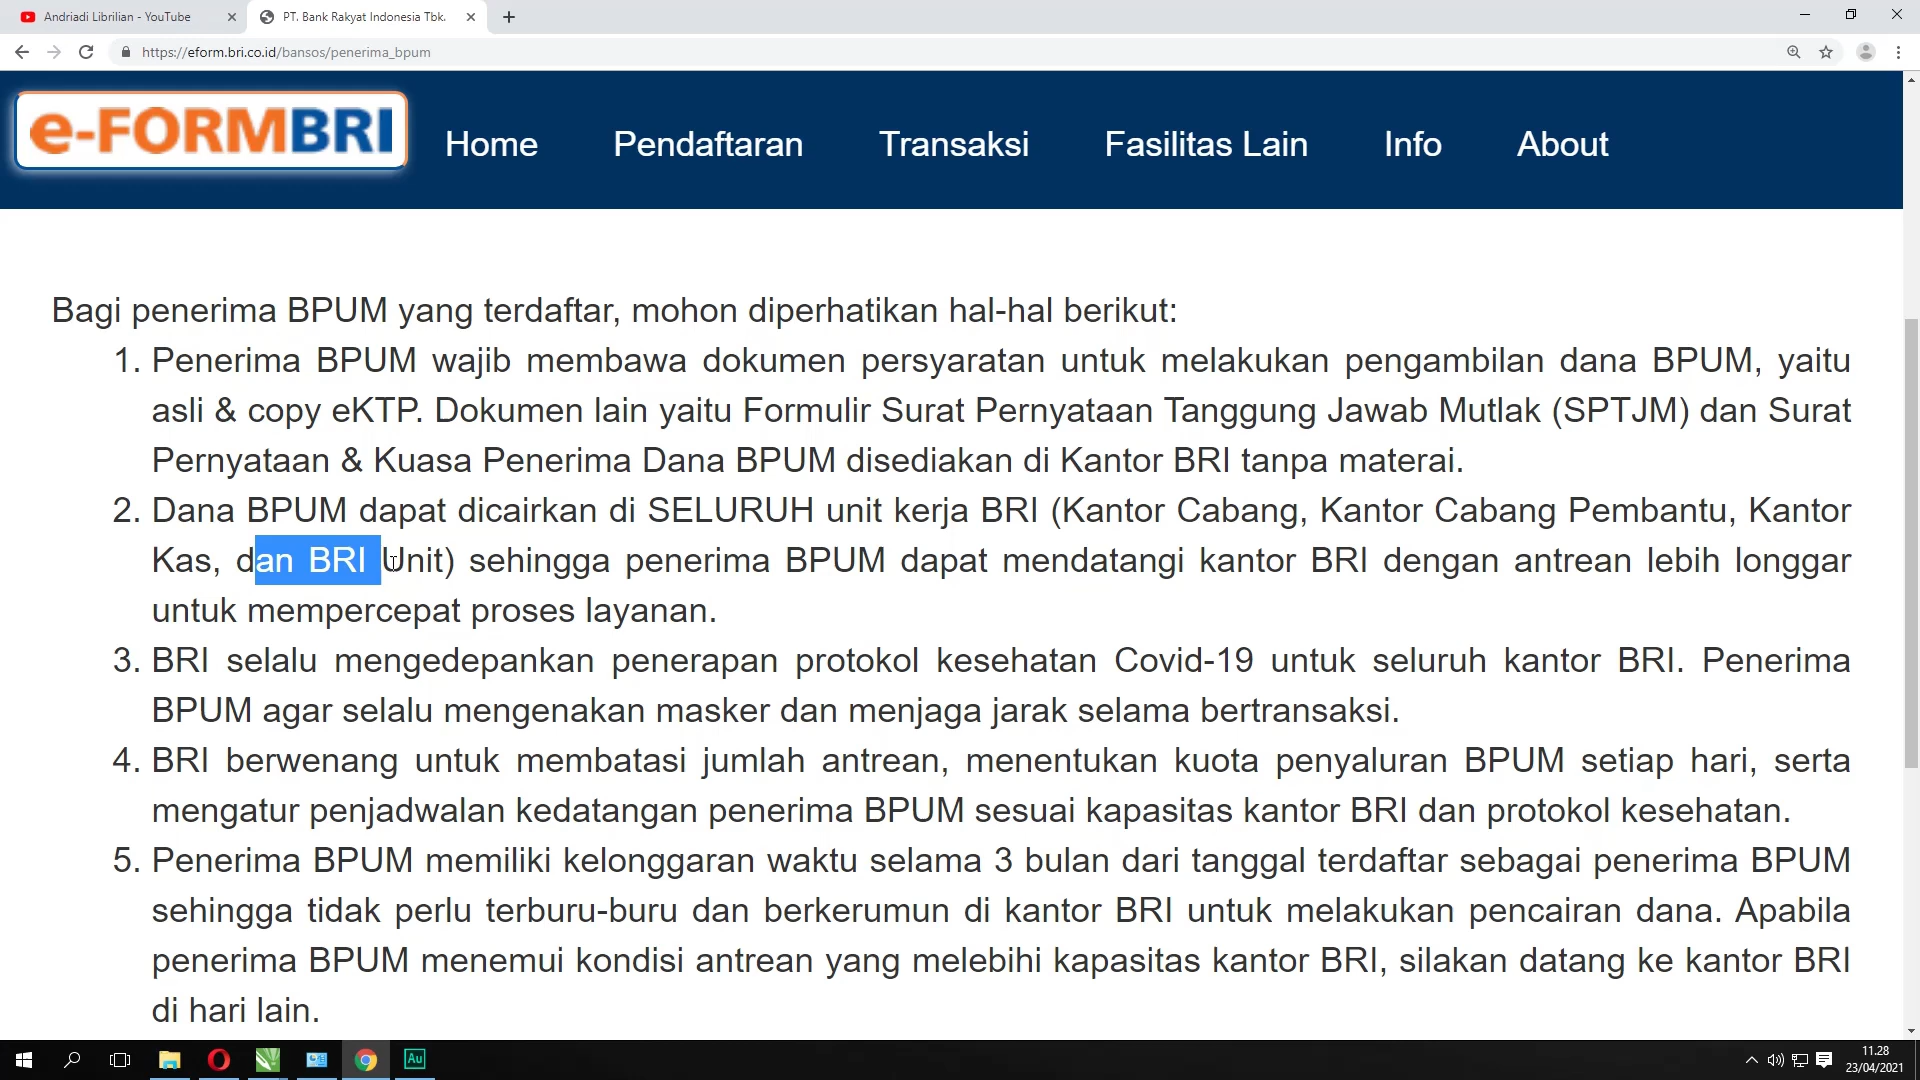 Andriadi Librilian - YouTube
PT. Bank Rakyat Indonesia Tbk.
https://eform.bri.co.id/bansos/penerima_bpum
e-FORMBRI
Home Pendaftaran Transaksi Fasilitas Lain Info About
Bagi penerima BPUM yang terdaftar, mohon diperhatikan hal-hal berikut:
1. Penerima BPUM wajib membawa dokumen persyaratan untuk melakukan pengambilan dana BPUM, yaitu
asli & copy eKTP. Dokumen lain yaitu Formulir Surat Pernyataan Tanggung Jawab Mutlak (SPTJM) dan Surat
Pernyataan & Kuasa Penerima Dana BPUM disediakan di Kantor BRI tanpa materai.
2. Dana BPUM dapat dicairkan di SELURUH unit kerja BRI (Kantor Cabang, Kantor Cabang Pembantu, Kantor
Kas, dan BRI Unit) sehingga penerima BPUM dapat mendatangi kantor BRI dengan antrean lebih longgar
untuk mempercepat proses layanan.
3. BRI selalu mengedepankan penerapan protokol kesehatan Covid-19 untuk seluruh kantor BRI. Penerima
BPUM agar selalu mengenakan masker dan menjaga jarak selama bertransaksi.
4. BRI berwenang untuk membatasi jumlah antrean, menentukan kuota penyaluran BPUM setiap hari, serta
mengatur penjadwalan kedatangan penerima BPUM sesuai kapasitas kantor BRI dan protokol kesehatan.
5. Penerima BPUM memiliki kelonggaran waktu selama 3 bulan dari tanggal terdaftar sebagai penerima BPUM
sehingga tidak perlu terburu-buru dan berkerumun di kantor BRI untuk melakukan pencairan dana. Apabila
penerima BPUM menemui kondisi antrean yang melebihi kapasitas kantor BRI, silakan datang ke kantor BRI
di hari lain.
Au
11.28
23/04/2021